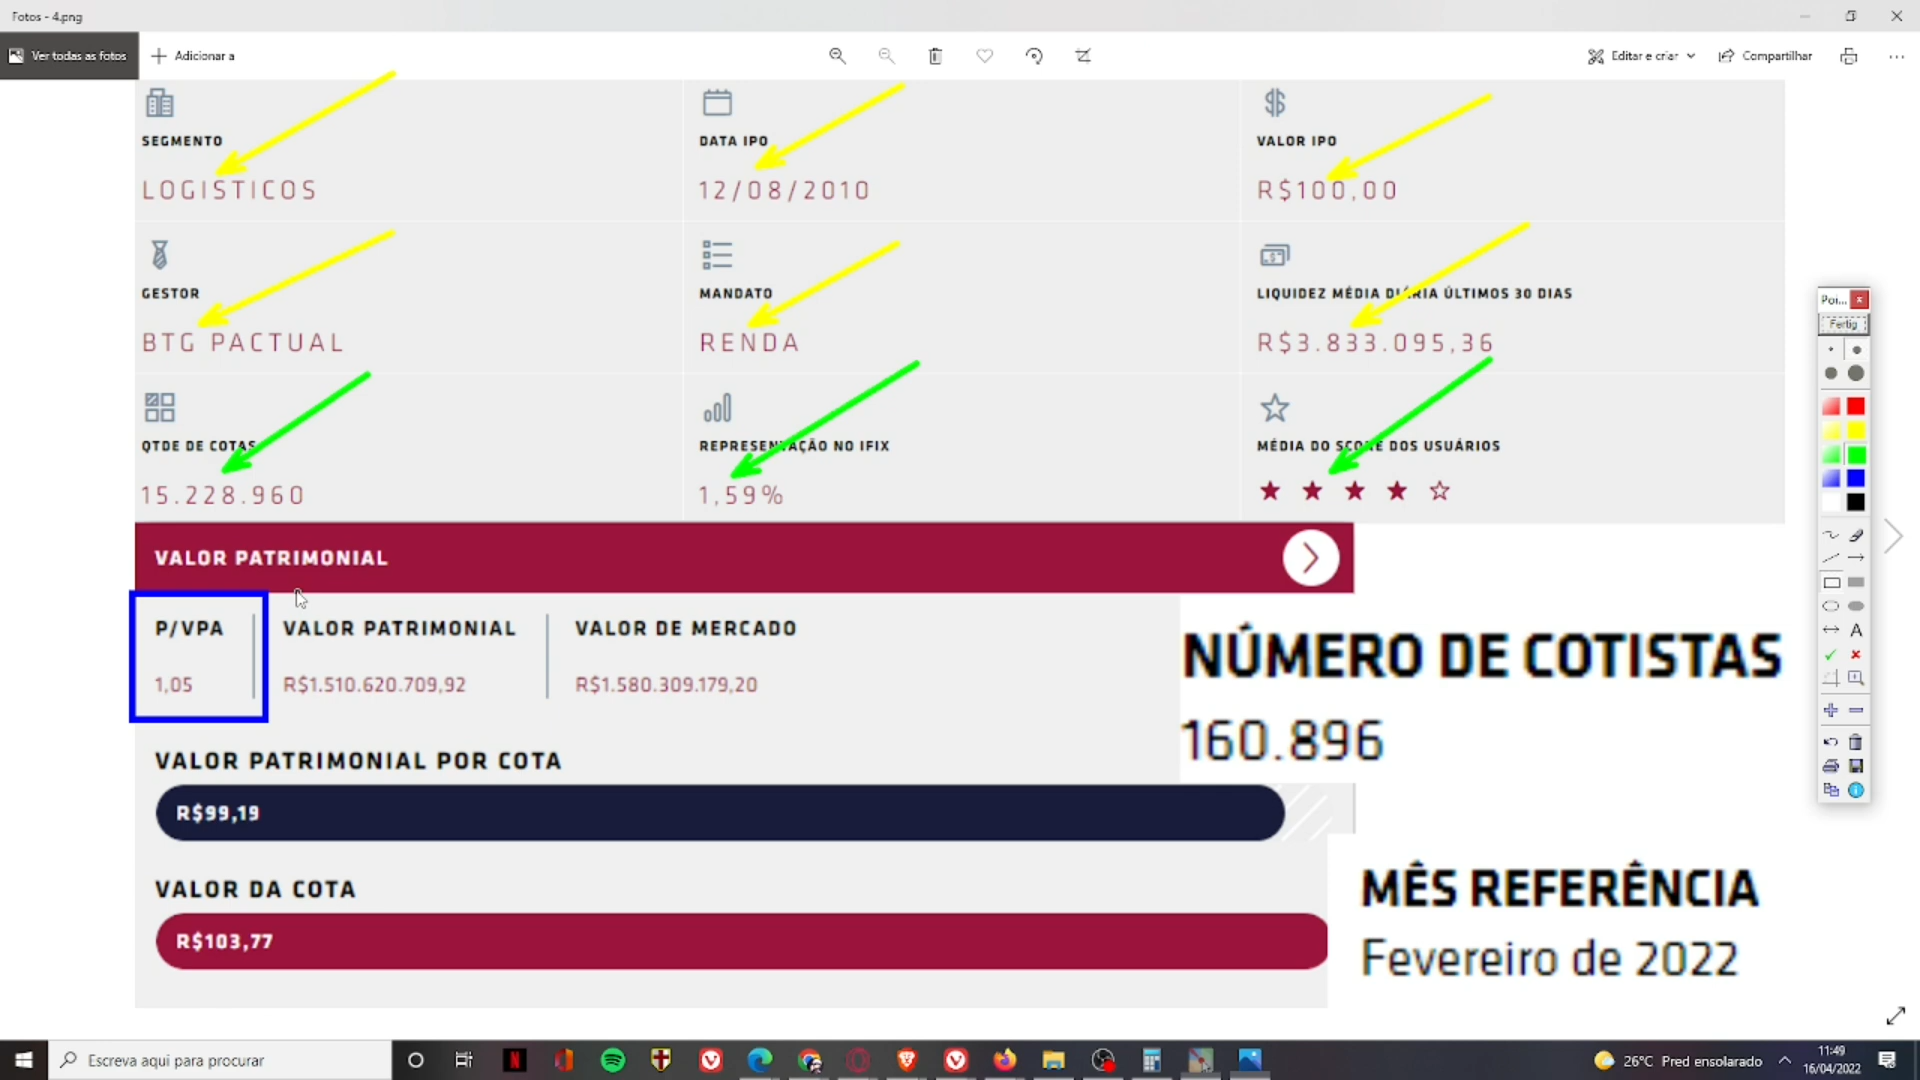 Fotos - 4.png
Ver todas as fotos
Adicionar a
Editar e criar
Compartilhar
SEGMENTO
DATA IPO
VALOR IPO
LOGISTICOS
12/08/2010
R$100,00
GESTOR
MANDATO
LIQUIDEZ MÉDIA DIÁRIA ÚLTIMOS 30 DIAS
BTG PACTUAL
RENDA
R$3.833.095,36
Poi...
Fertig
QTDE DE COTAS
REPRESENTAÇÃO NO IFIX
MÉDIA DO SCORE DOS USUÁRIOS
15.228.960
1,59%
VALOR PATRIMONIAL
P/VPA
VALOR PATRIMONIAL
VALOR DE MERCADO
1,05
R$1.510.620.709,92
R$1.580.309.179,20
NÚMERO DE COTISTAS
160.896
VALOR PATRIMONIAL POR COTA
R$99,19
VALOR DA COTA
R$103,77
MÊS REFERÊNCIA
Fevereiro de 2022
Escreva aqui para procurar
26°C Pred ensolarado
11:49
16/04/2022